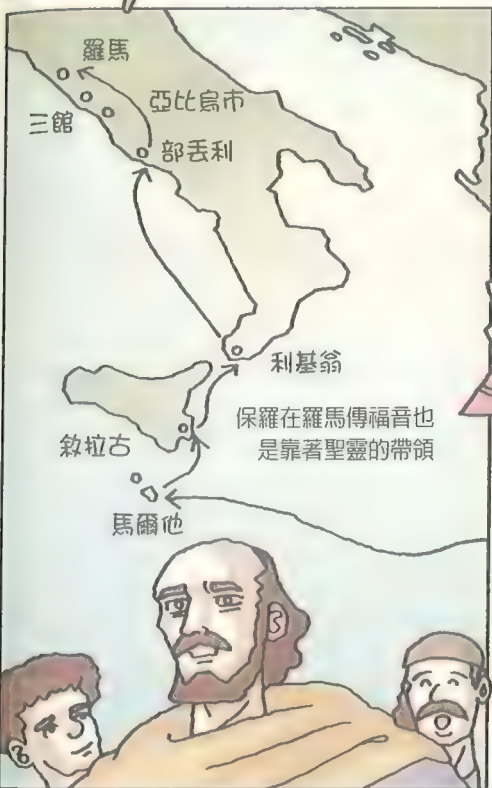 羅馬
亞比烏市
三館
部丟利
利基翁
保羅在羅馬傳福音也
是靠著聖靈的帶領
敘拉古
馬爾他